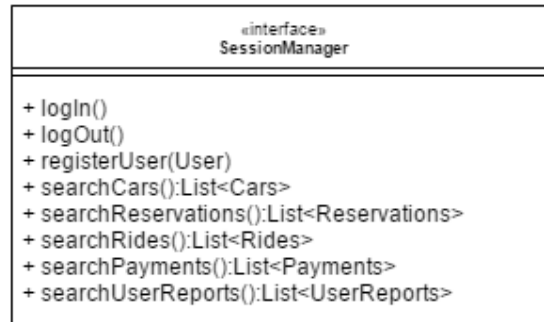 «interface»
SessionManager
+ logIn()
+ logOut()
+ registerUser(User)
+ searchCars():List<Cars>
+ searchReservations():List<Reservations>
+ searchRides():List<Rides>
+ searchPayments():List<Payments>
+ searchUserReports():List<UserReports>